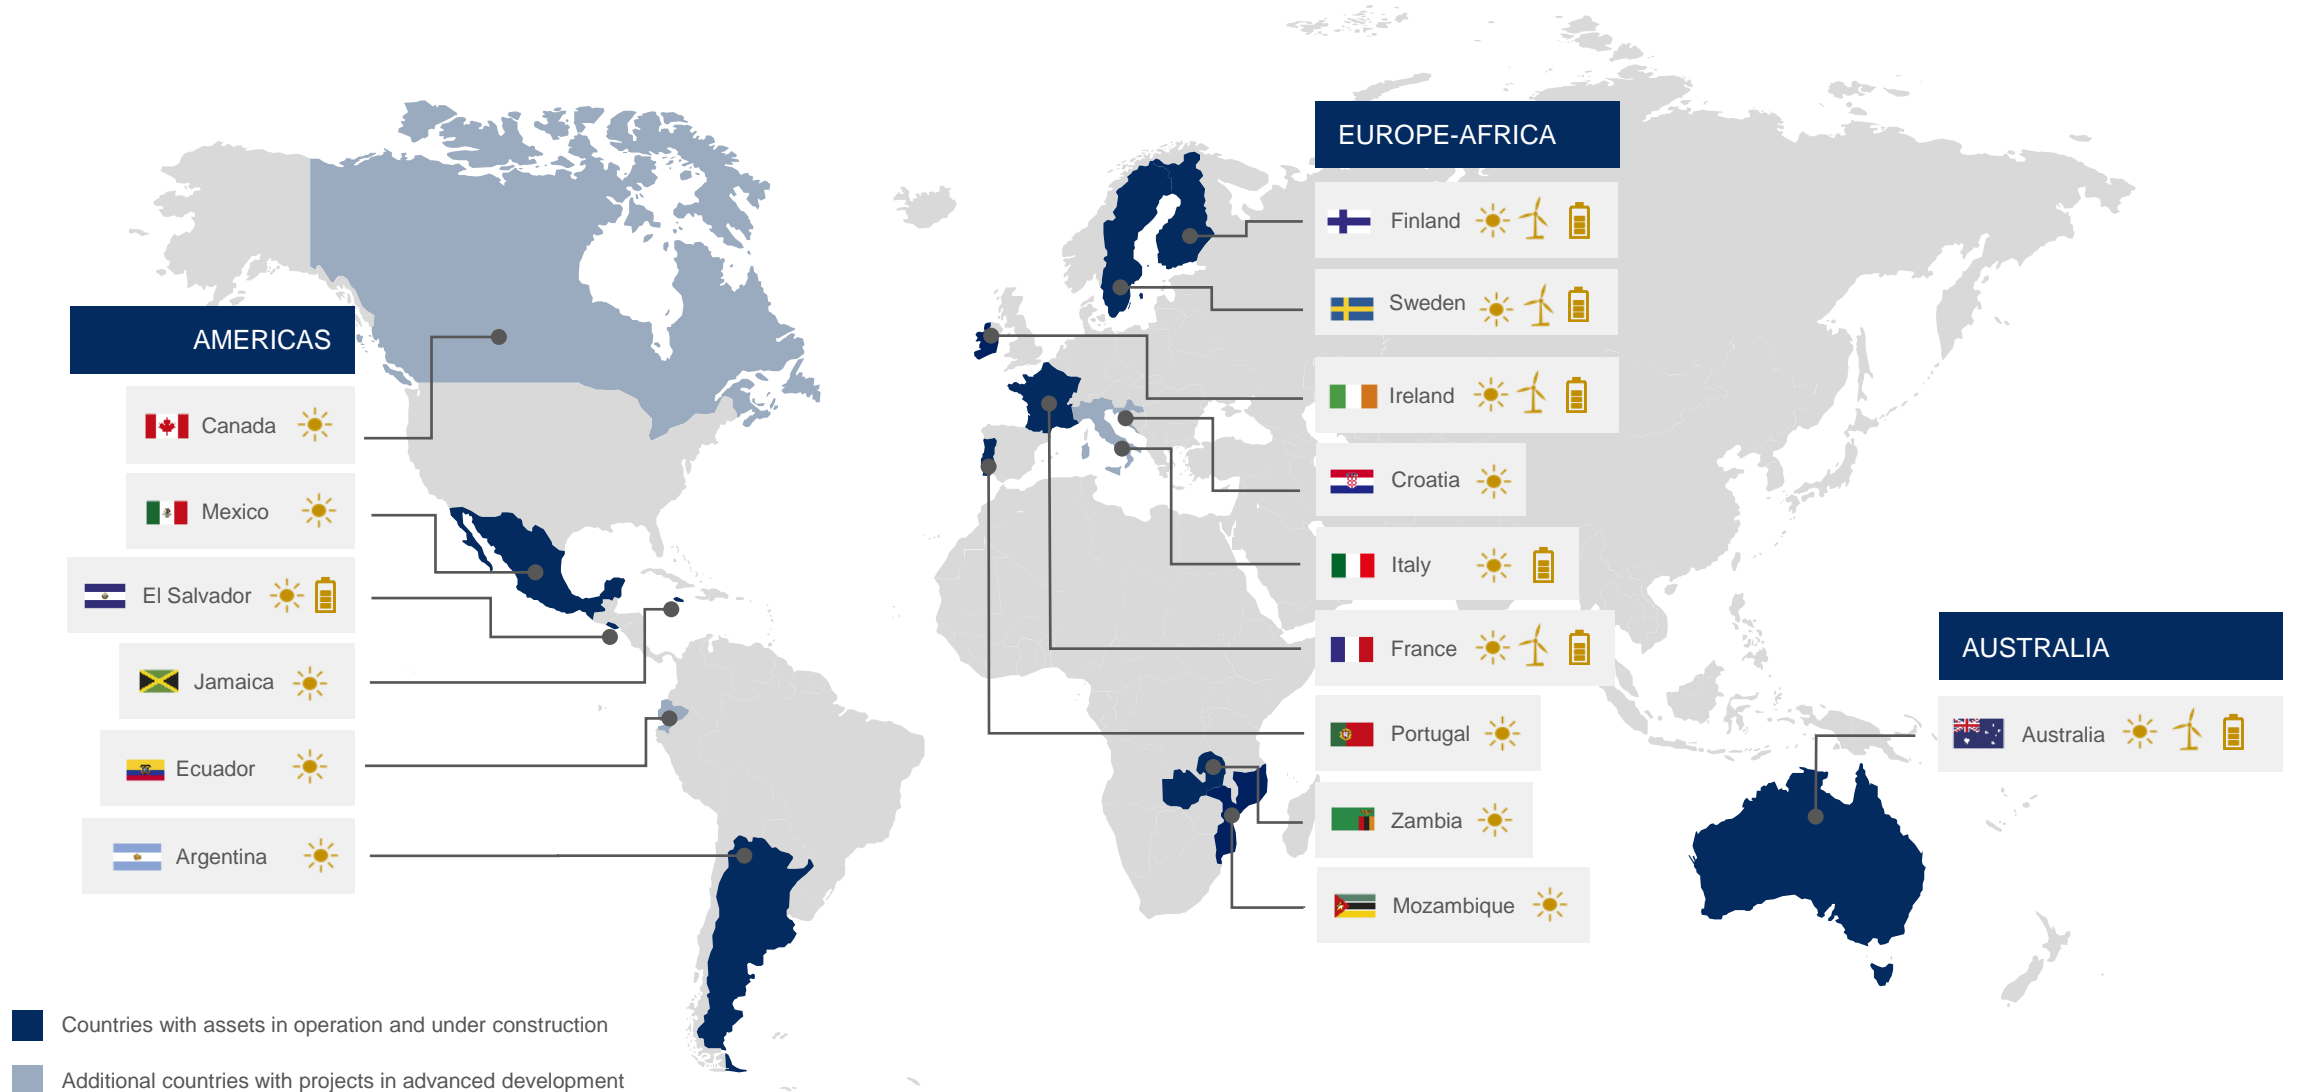 AMERICAS
Canada
Mexico
El Salvador
Jamaica
Ecuador
Argentina
EUROPE-AFRICA
Finland
Sweden
Ireland
Croatia
Italy
France
Portugal
Zambia
Mozambique
AUSTRALIA
Australia
Countries with assets in operation and under construction
Additional countries with projects in advanced development